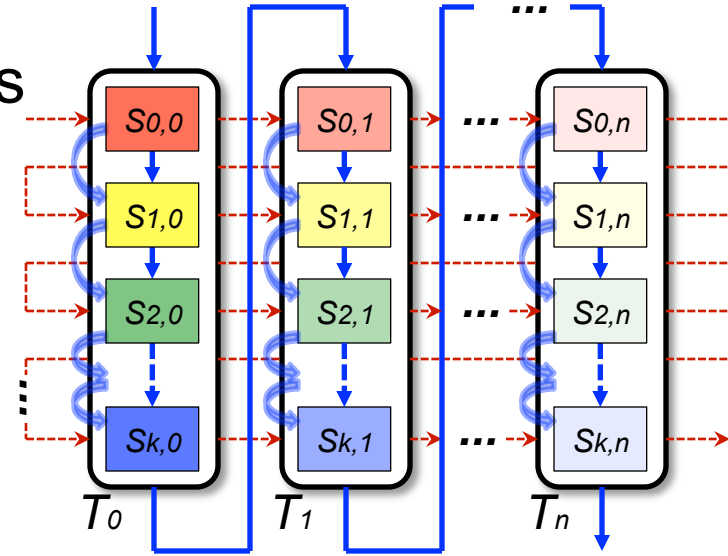 ...
s
S0,0 S0,1 ... S0,n
S1,0 S1,1 ... S1,n
S2,0 S2,1 ... S2,n
...
Sk,0 Sk,1 ... Sk,n
T0 T1 Tn